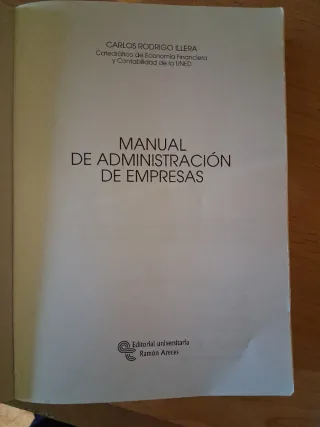 CARLOS RODRIGO ILLERA
Catedrático de Economía Financiera
y Contabilidad de la UNED
MANUAL
DE ADMINISTRACIÓN
DE EMPRESAS
Editorial universitaria
Ramón Areces